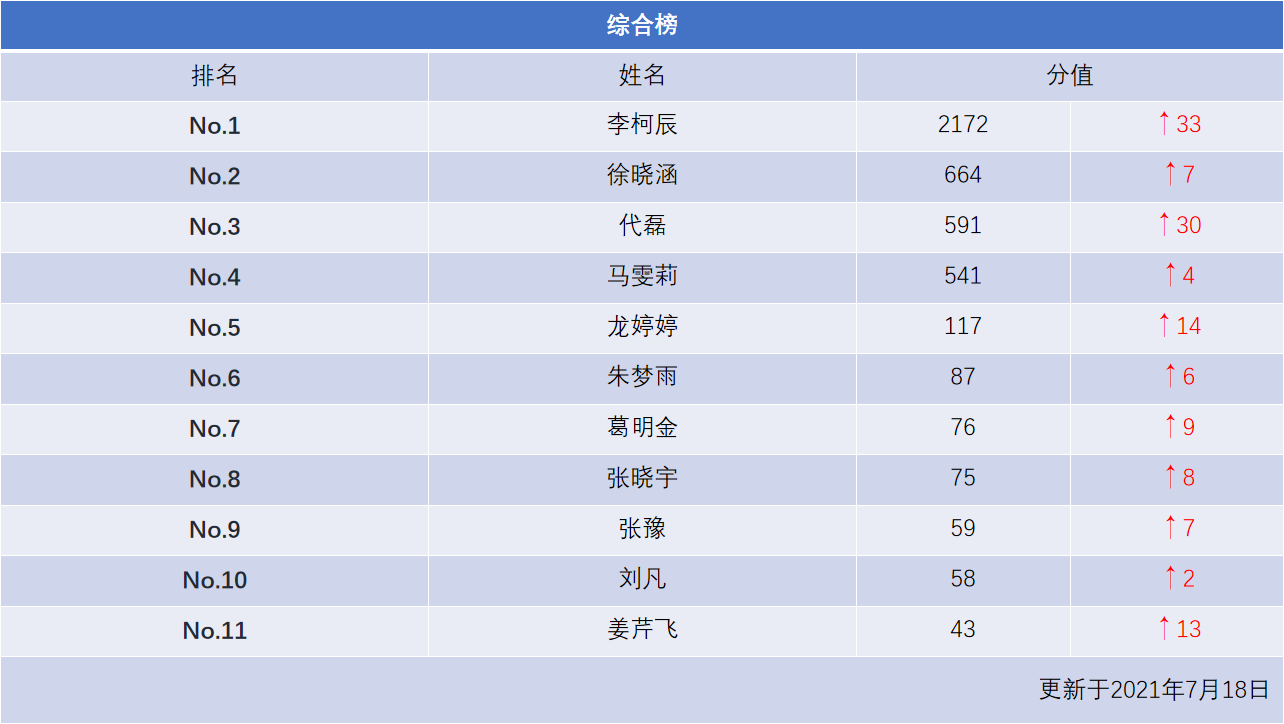 综合榜
排名 姓名 分值
No.1 李柯辰 2172 ↑33
No.2 徐晓涵 664 ↑7
No.3 代磊 591 ↑30
No.4 马雯莉 541 ↑4
No.5 龙婷婷 117 ↑14
No.6 朱梦雨 87 ↑6
No.7 葛明金 76 ↑9
No.8 张晓宇 75 ↑8
No.9 张豫 59 ↑7
No.10 刘凡 58 ↑2
No.11 姜芹飞 43 ↑13
更新于2021年7月18日